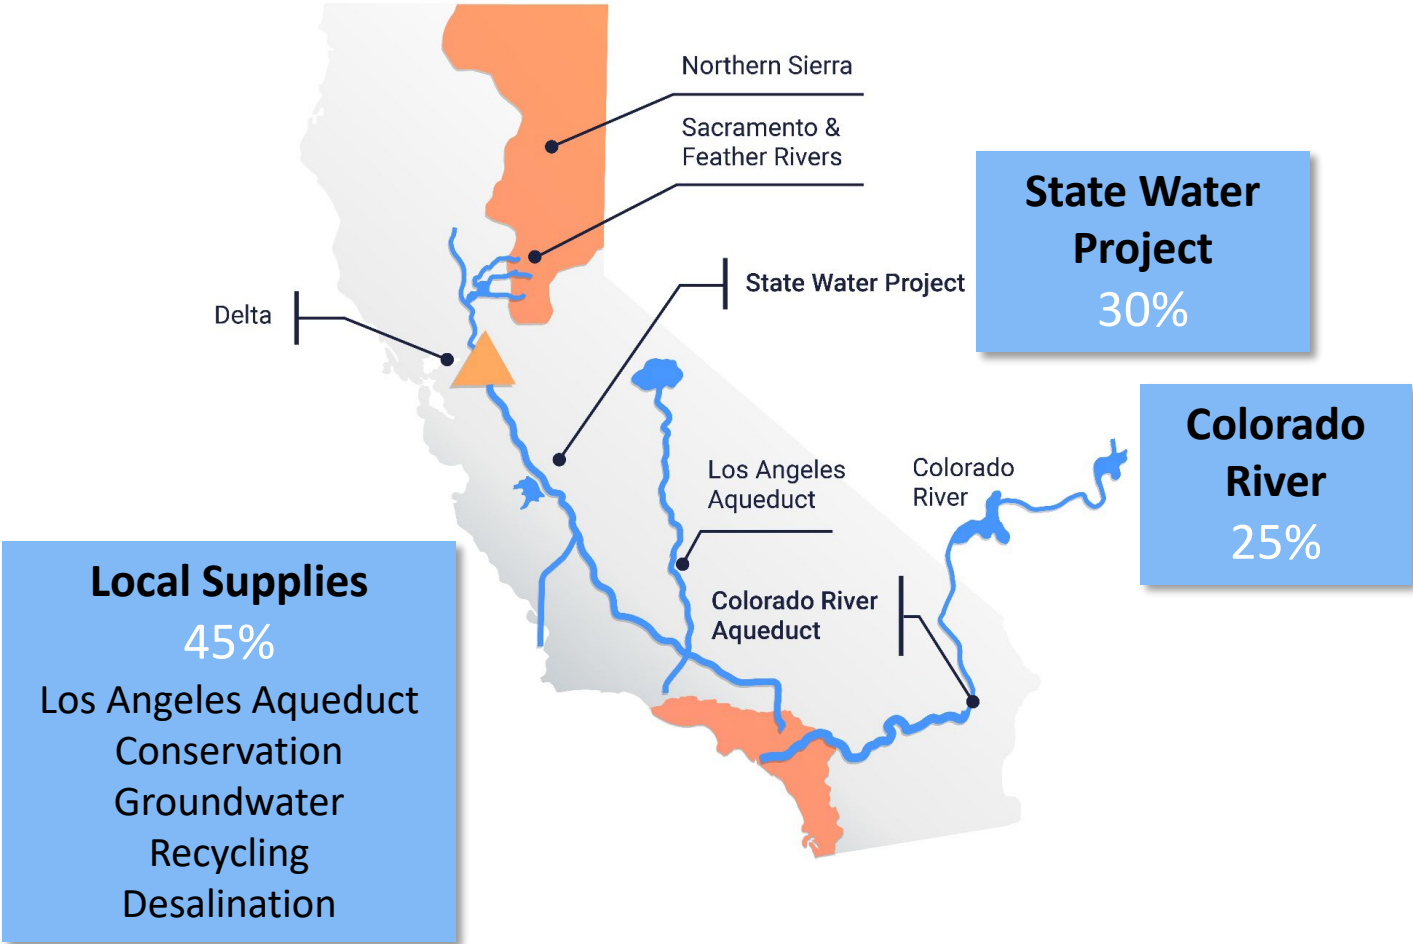 Northern Sierra
Sacramento &
Feather Rivers
State Water
Project
30%
State Water Project
Delta
Colorado
River
25%
Los Angeles
Aqueduct
Colorado
River
Colorado River
Aqueduct
Local Supplies
45%
Los Angeles Aqueduct
Conservation
Groundwater
Recycling
Desalination